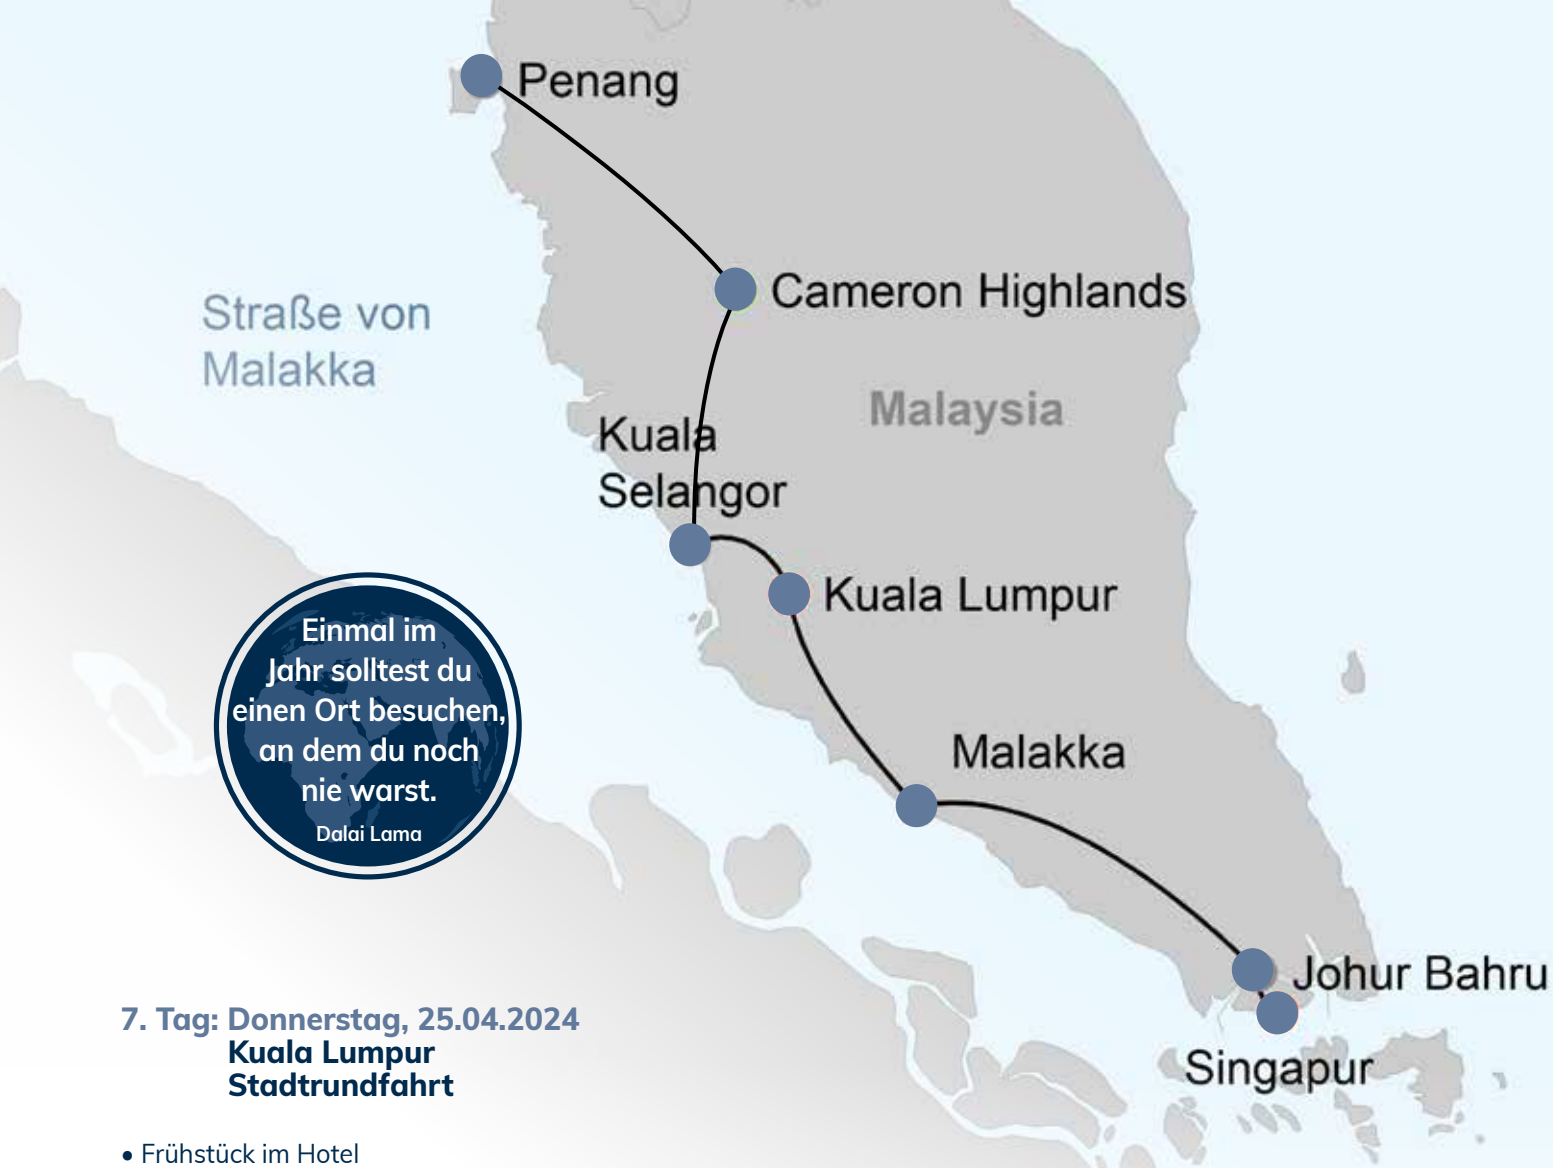 Penang
Cameron Highlands
Straße von
Malakka
Malaysia
Kuala
Selangor
Kuala Lumpur
Einmal im
Jahr solltest du
einen Ort besuchen,
an dem du noch
nie warst.
Dalai Lama
Malakka
Johur Bahru
Singapur
7. Tag: Donnerstag, 25.04.2024
Kuala Lumpur
Stadtrundfahrt
• Frühstück im Hotel